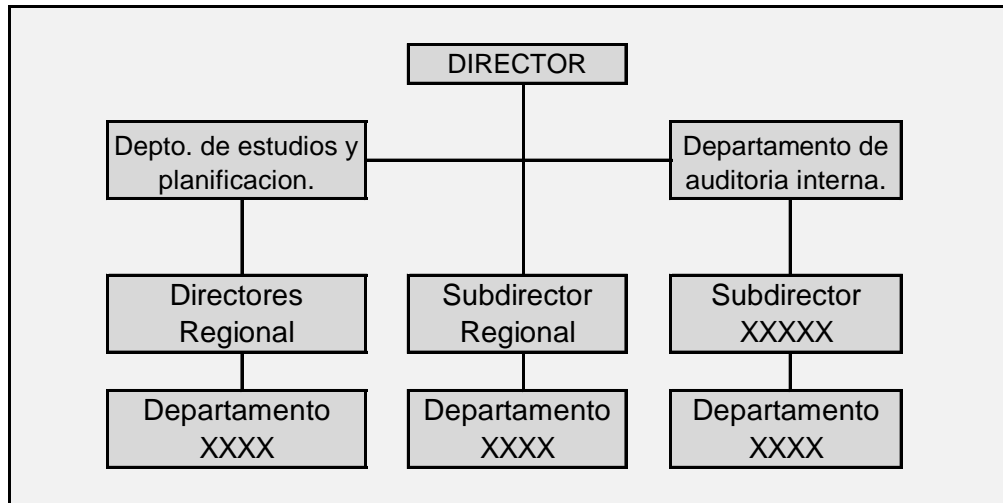 DIRECTOR
Depto. de estudios y
planificacion.
Departamento de
auditoria interna.
Directores
Regional
Subdirector
Regional
Subdirector
XXXXX
Departamento
XXXX
Departamento
XXXX
Departamento
XXXX